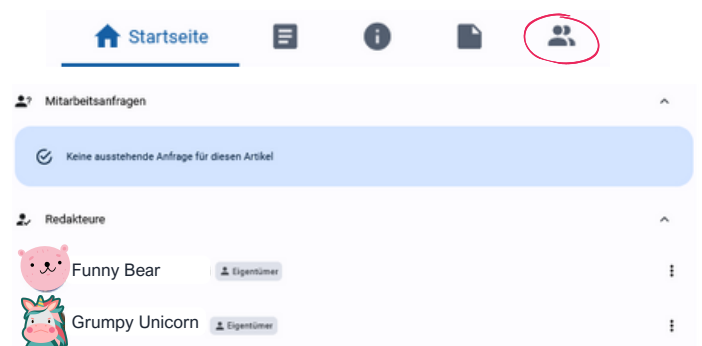 Startseite
Mitarbeitsanfragen
Keine ausstehende Anfrage für diesen Artikel
Redakteure
Funny Bear Eigentümer
Grumpy Unicorn Eigentümer